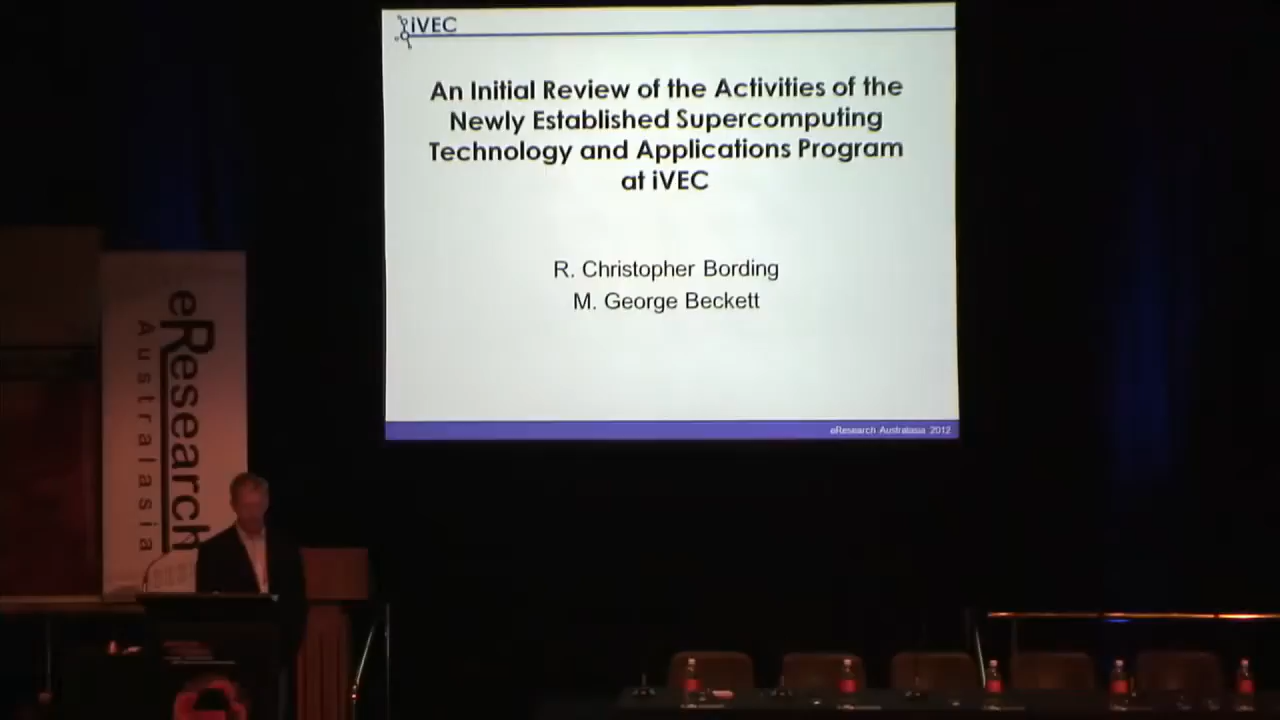 iVEC
An Initial Review of the Activities of the
Newly Established Supercomputing
Technology and Applications Program
at iVEC
R. Christopher Bording
M. George Beckett
eResearch Australasia 2012
eResearch
Australasia